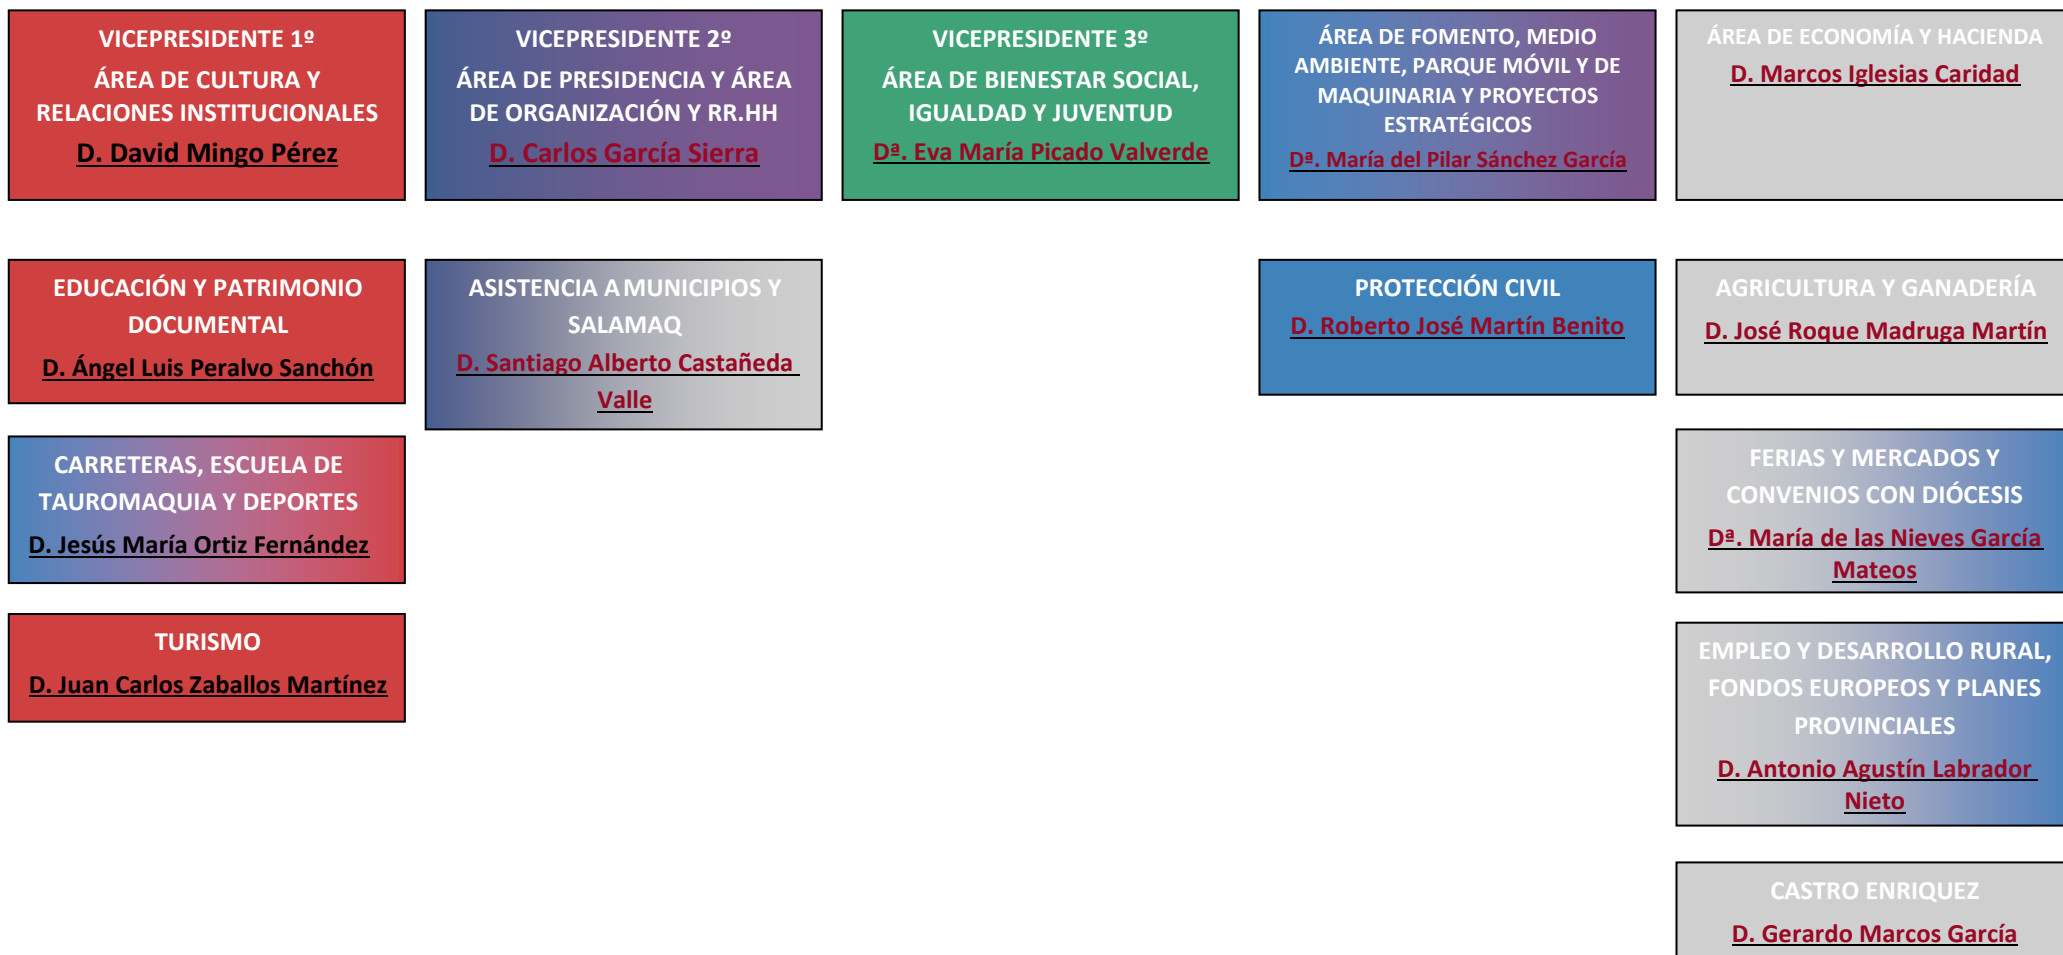 VICEPRESIDENTE 1º
ÁREA DE CULTURA Y
RELACIONES INSTITUCIONALES
D. David Mingo Pérez
VICEPRESIDENTE 2º
ÁREA DE PRESIDENCIA Y ÁREA
DE ORGANIZACIÓN Y RR.HH
D. Carlos García Sierra
VICEPRESIDENTE 3º
ÁREA DE BIENESTAR SOCIAL,
IGUALDAD Y JUVENTUD
Dª. Eva María Picado Valverde
ÁREA DE FOMENTO, MEDIO
AMBIENTE, PARQUE MÓVIL Y DE
MAQUINARIA Y PROYECTOS
ESTRATÉGICOS
Dª. María del Pilar Sánchez García
ÁREA DE ECONOMÍA Y HACIENDA
D. Marcos Iglesias Caridad
EDUCACIÓN Y PATRIMONIO
DOCUMENTAL
D. Ángel Luis Peralvo Sanchón
ASISTENCIA A MUNICIPIOS Y
SALAMAQ
D. Santiago Alberto Castañeda
Valle
PROTECCIÓN CIVIL
D. Roberto José Martín Benito
AGRICULTURA Y GANADERÍA
D. José Roque Madruga Martín
CARRETERAS, ESCUELA DE
TAUROMAQUIA Y DEPORTES
D. Jesús María Ortiz Fernández
FERIAS Y MERCADOS Y
CONVENIOS CON DIÓCESIS
Dª. María de las Nieves García
Mateos
TURISMO
D. Juan Carlos Zaballos Martínez
EMPLEO Y DESARROLLO RURAL,
FONDOS EUROPEOS Y PLANES
PROVINCIALES
D. Antonio Agustín Labrador
Nieto
CASTRO ENRIQUEZ
D. Gerardo Marcos García